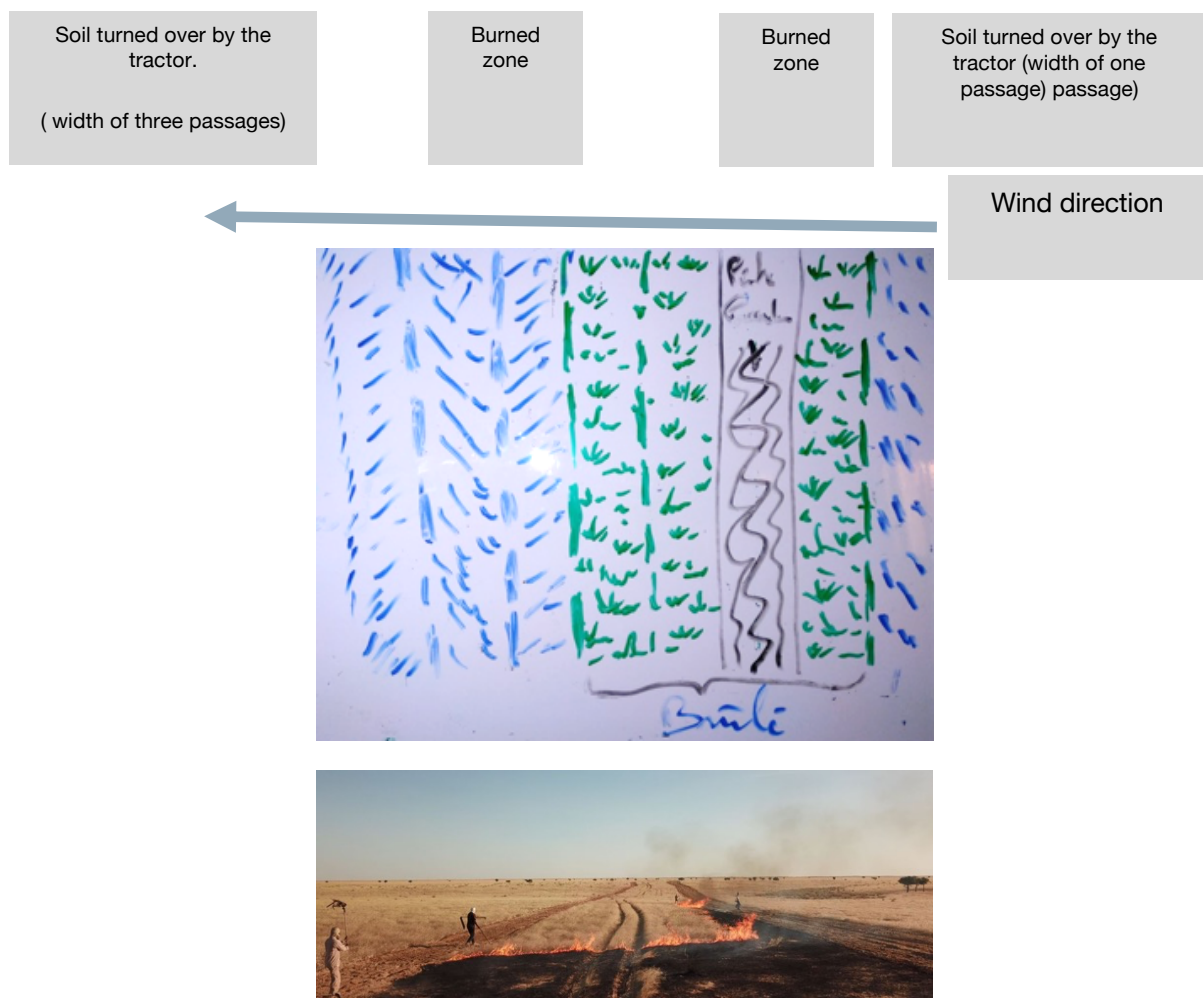 Soil turned over by the
tractor.
( width of three passages)
Burned
zone
Burned
zone
Soil turned over by the
tractor (width of one
passage) passage)
Wind direction
Brûlé